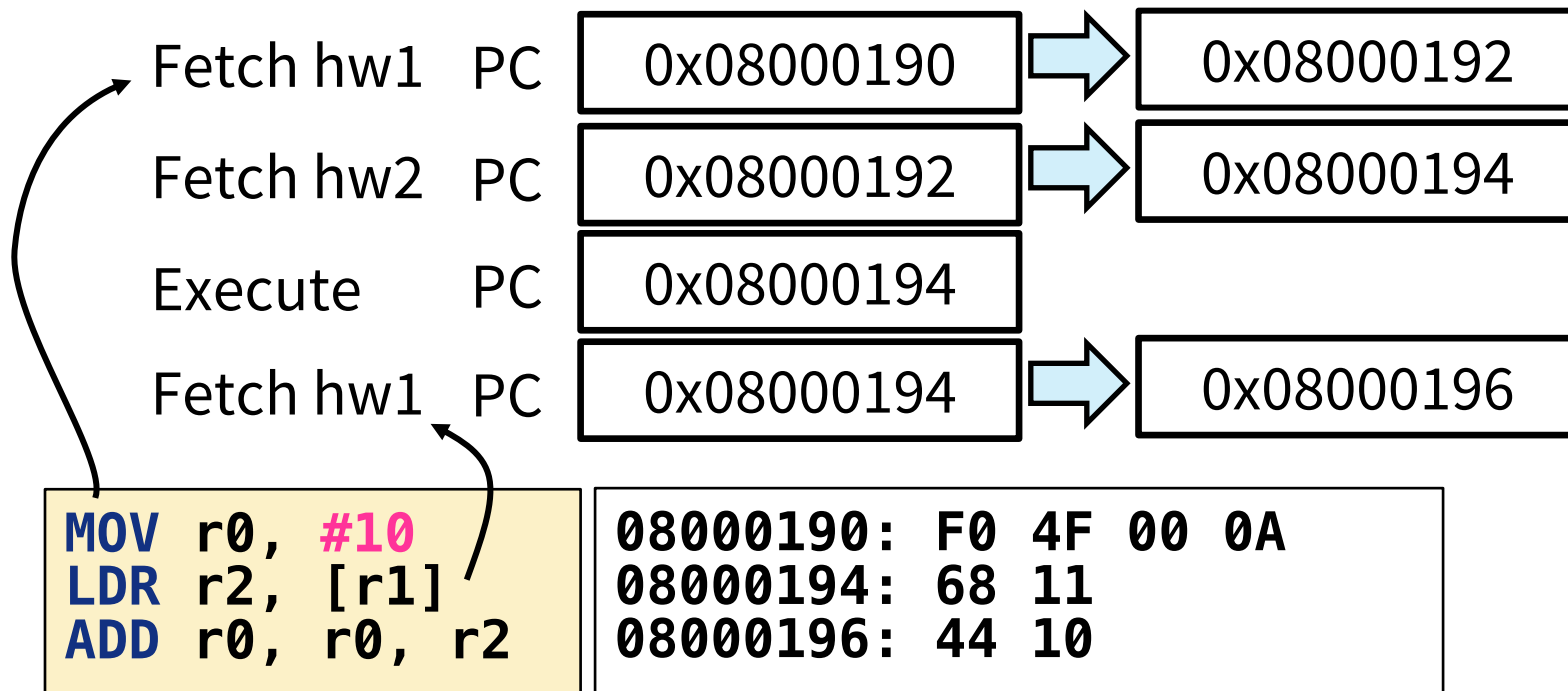 Fetch hw1 PC 0x08000190 0x08000192
Fetch hw2 PC 0x08000192 0x08000194
Execute PC 0x08000194
Fetch hw1 PC 0x08000194 0x08000196
MOV r0, #10
LDR r2, [r1]
ADD r0, r0, r2
08000190: F0 4F 00 0A
08000194: 68 11
08000196: 44 10